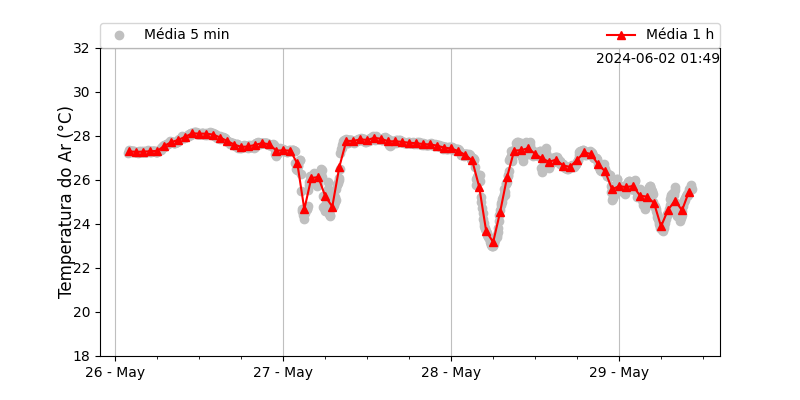 Média 5 min
Média 1 h
2024-06-02 01:49
Temperatura do Ar (°C)
32
30
28
26
24
22
20
18
26 - May
27 - May
28 - May
29 - May